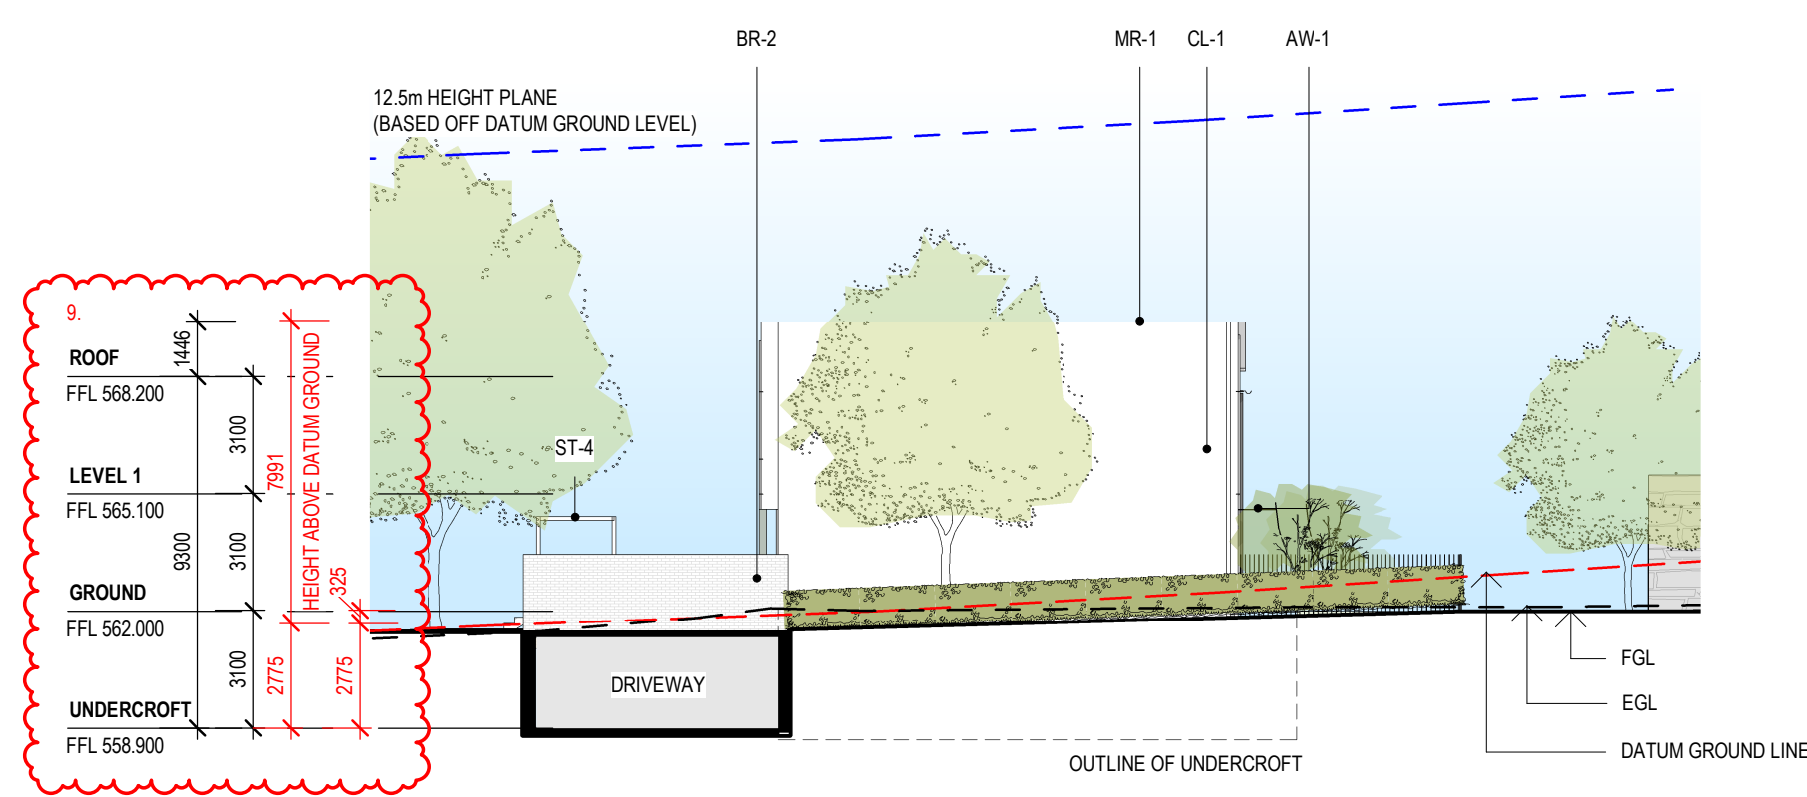 BR-2
MR-1
CL-1
AW-1
12.5m HEIGHT PLANE
(BASED OFF DATUM GROUND LEVEL)
9.
1446
ROOF
FFL 568.200
3100
7991
HEIGHT ABOVE DATUM GROUND
ST-4
LEVEL 1
FFL 565.100
9300
3100
325
GROUND
FFL 562.000
3100
2775
2775
DRIVEWAY
UNDERCROFT
FFL 558.900
FGL
EGL
DATUM GROUND LINE
OUTLINE OF UNDERCROFT